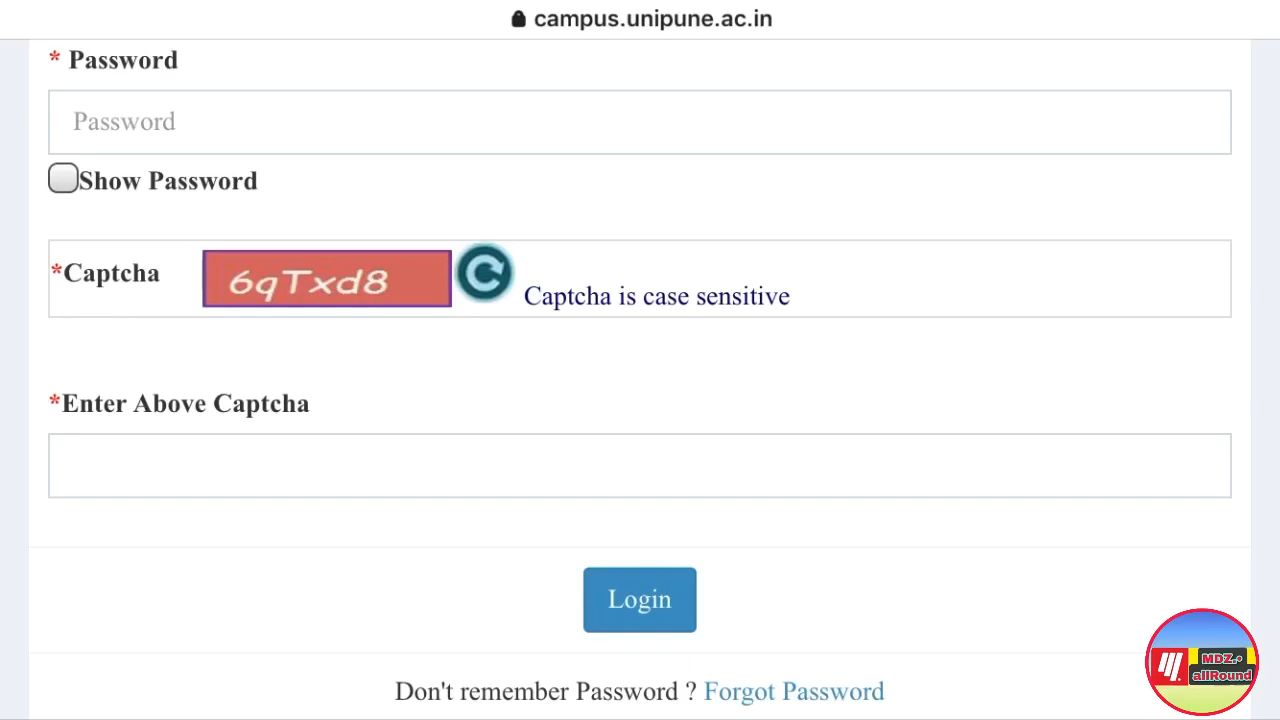 campus.unipune.ac.in
* Password
Password
Show Password
*Captcha 6qTxd8 Captcha is case sensitive
*Enter Above Captcha
Login
MDZ.
allRound
Don't remember Password ? Forgot Password